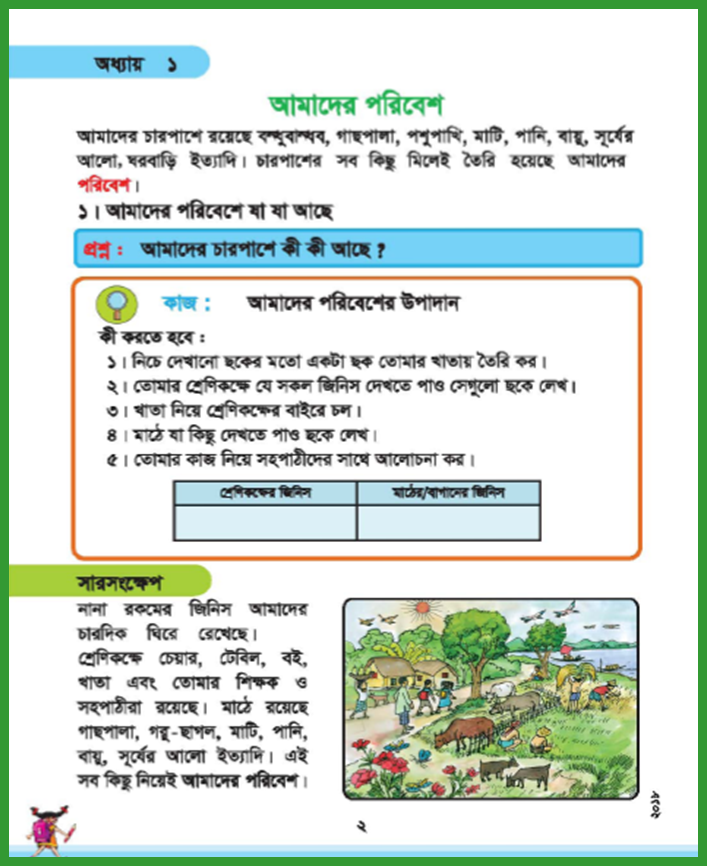 অধ্যায় ১
আমাদের পরিবেশ
আমাদের চারপাশে রয়েছে বন্ধুবান্ধব, গাছপালা, পশুপাখি, মাটি, পানি, বায়ু, সূর্যের
আলো, ঘরবাড়ি ইত্যাদি। চারপাশের সব কিছু মিলেই তৈরি হয়েছে আমাদের
পরিবেশ।
১। আমাদের পরিবেশে যা যা আছে
প্রশ্ন : আমাদের চারপাশে কী কী আছে ?
কাজ : আমাদের পরিবেশের উপাদান
কী করতে হবে :
১। নিচে দেখানো ছকের মতো একটা ছক তোমার খাতায় তৈরি কর।
২। তোমার শ্রেণিকক্ষে যে সকল জিনিস দেখতে পাও সেগুলো ছকে লেখ।
৩। খাতা নিয়ে শ্রেণিকক্ষের বাইরে চল।
৪। মাঠে যা কিছু দেখতে পাও ছকে লেখ।
৫। তোমার কাজ নিয়ে সহপাঠীদের সাথে আলোচনা কর।
শ্রেণিকক্ষের জিনিস মাঠের/বাগানের জিনিস
সারসংক্ষেপ
নানা রকমের জিনিস আমাদের
চারদিক ঘিরে রেখেছে।
শ্রেণিকক্ষে চেয়ার, টেবিল, বই,
খাতা এবং তোমার শিক্ষক ও
সহপাঠীরা রয়েছে। মাঠে রয়েছে
গাছপালা, গরু-ছাগল, মাটি, পানি,
বায়ু, সূর্যের আলো ইত্যাদি। এই
সব কিছু নিয়েই আমাদের পরিবেশ।
২
২০১৮